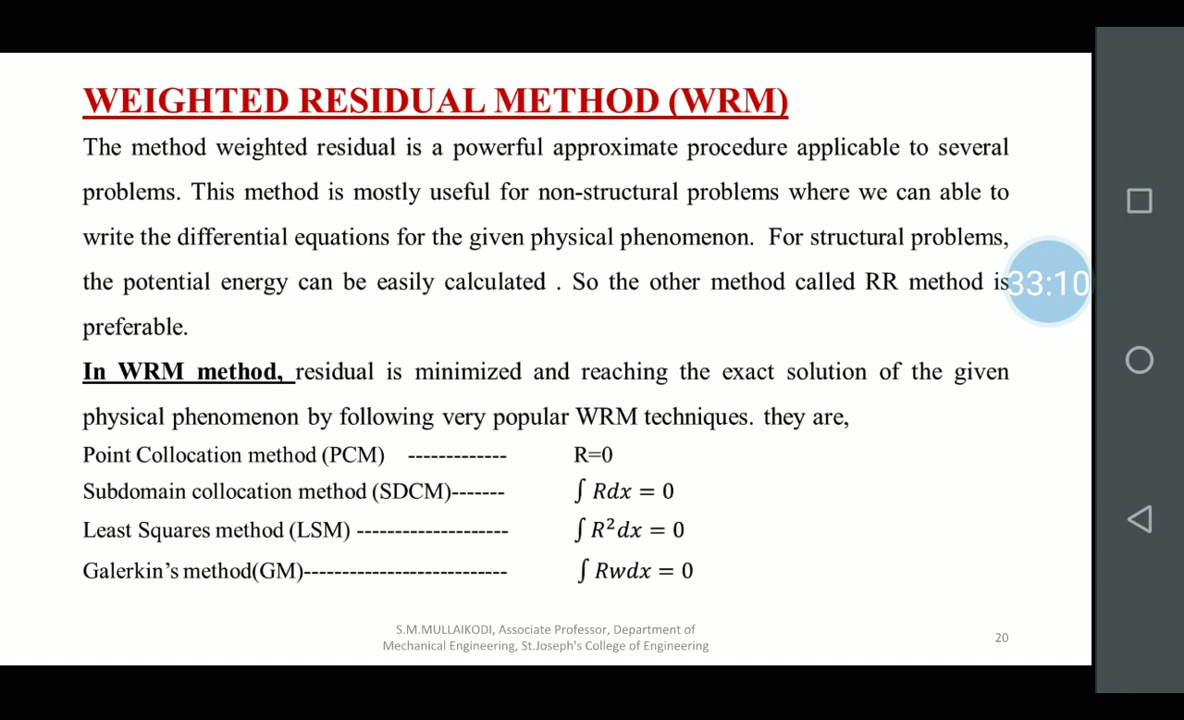 WEIGHTED RESIDUAL METHOD (WRM)
The method weighted residual is a powerful approximate procedure applicable to several
problems. This method is mostly useful for non-structural problems where we can able to
write the differential equations for the given physical phenomenon. For structural problems,
the potential energy can be easily calculated . So the other method called RR method is
33:10
preferable.
In WRM method, residual is minimized and reaching the exact solution of the given
physical phenomenon by following very popular WRM techniques. they are,
Point Collocation method (PCM) ------------- R=0
Subdomain collocation method (SDCM)------- ∫ Rdx = 0
Least Squares method (LSM) -------------------- ∫ R²dx = 0
Galerkin's method(GM)--------------------------- ∫ Rwdx = 0
S.M.MULLAIKODI, Associate Professor, Department of
Mechanical Engineering, St.Joseph's College of Engineering
20